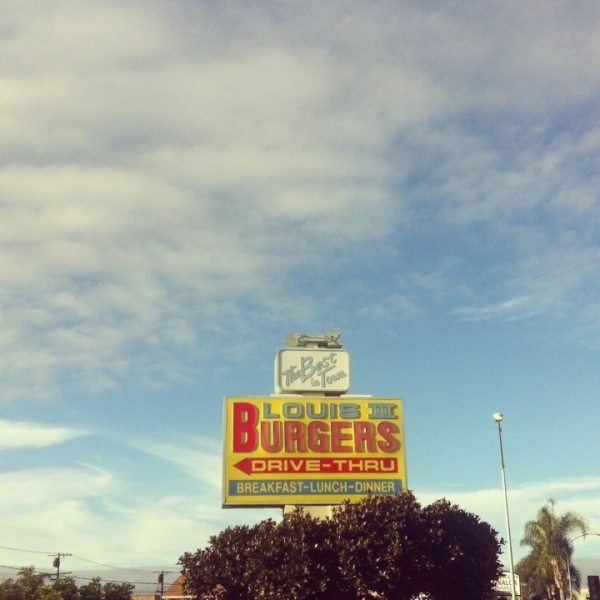 The Best
in Town
LOUIS III
BURGERS
DRIVE-THRU
BREAKFAST-LUNCH-DINNER